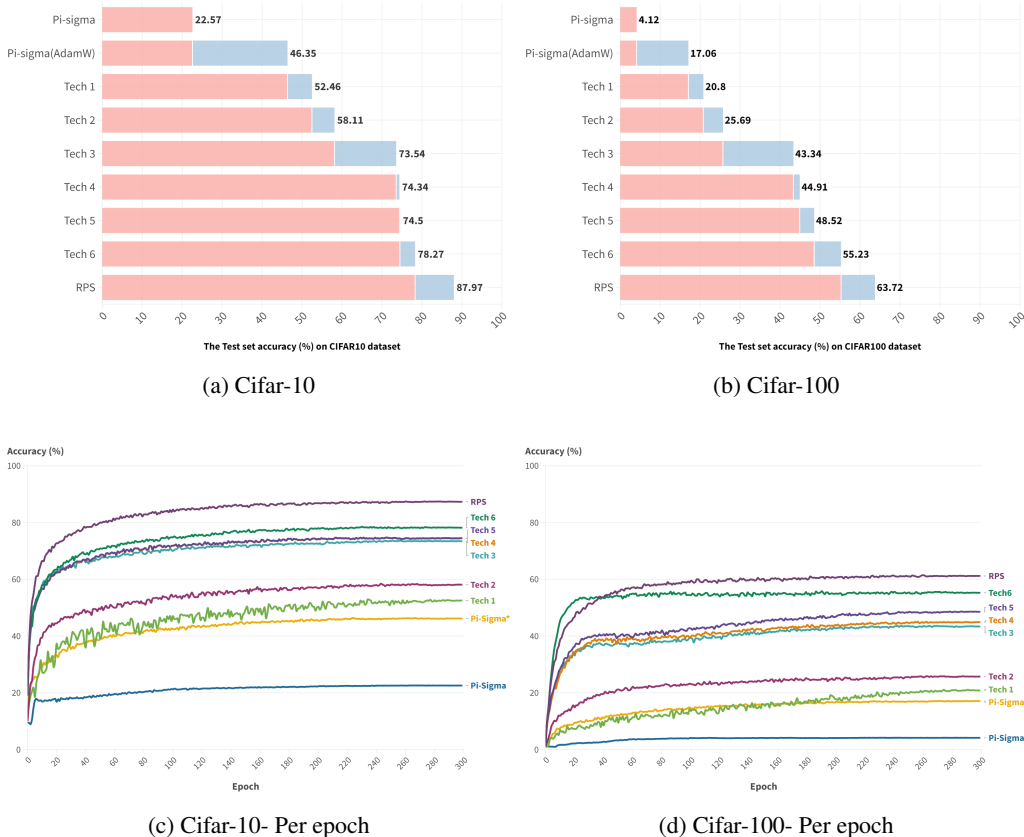 Pi-sigma
22.57
Pi-sigma(AdamW)
46.35
Tech 1
52.46
Tech 2
58.11
Tech 3
73.54
Tech 4
74.34
Tech 5
74.5
Tech 6
78.27
RPS
87.97
0 10 20 30 40 50 60 70 80 90 100
The Test set accuracy (%) on CIFAR10 dataset
(a) Cifar-10
Pi-sigma
4.12
Pi-sigma(AdamW)
17.06
Tech 1
20.8
Tech 2
25.69
Tech 3
43.34
Tech 4
44.91
Tech 5
48.52
Tech 6
55.23
RPS
63.72
0 10 20 30 40 50 60 70 80 90 100
The Test set accuracy (%) on CIFAR100 dataset
(b) Cifar-100
Accuracy (%)
100
80
60
40
20
0
RPS
Tech 6
Tech 5
Tech 4
Tech 3
Tech 2
Tech 1
Pi-Sigma*
Pi-Sigma
0 20 40 60 80 100 120 140 160 180 200 220 240 260 280 300
Epoch
(c) Cifar-10- Per epoch
Accuracy (%)
100
80
60
40
20
0
RPS
Tech6
Tech 5
Tech 4
Tech 3
Tech 2
Tech 1
Pi-Sigma
Pi-Sigma
0 20 40 60 80 100 120 140 160 180 200 220 240 260 280 300
Epoch
(d) Cifar-100- Per epoch